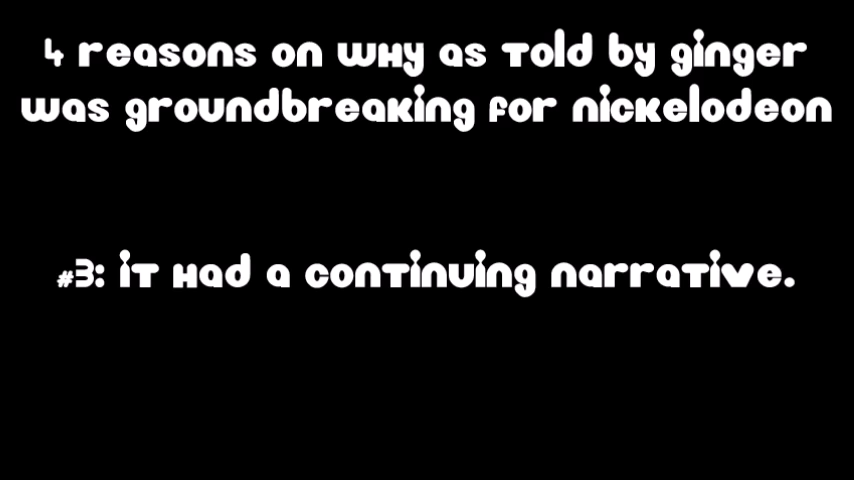 4 reasons on why as told by ginger
was groundbreaking for nickelodeon
#3: it had a continuing narrative.